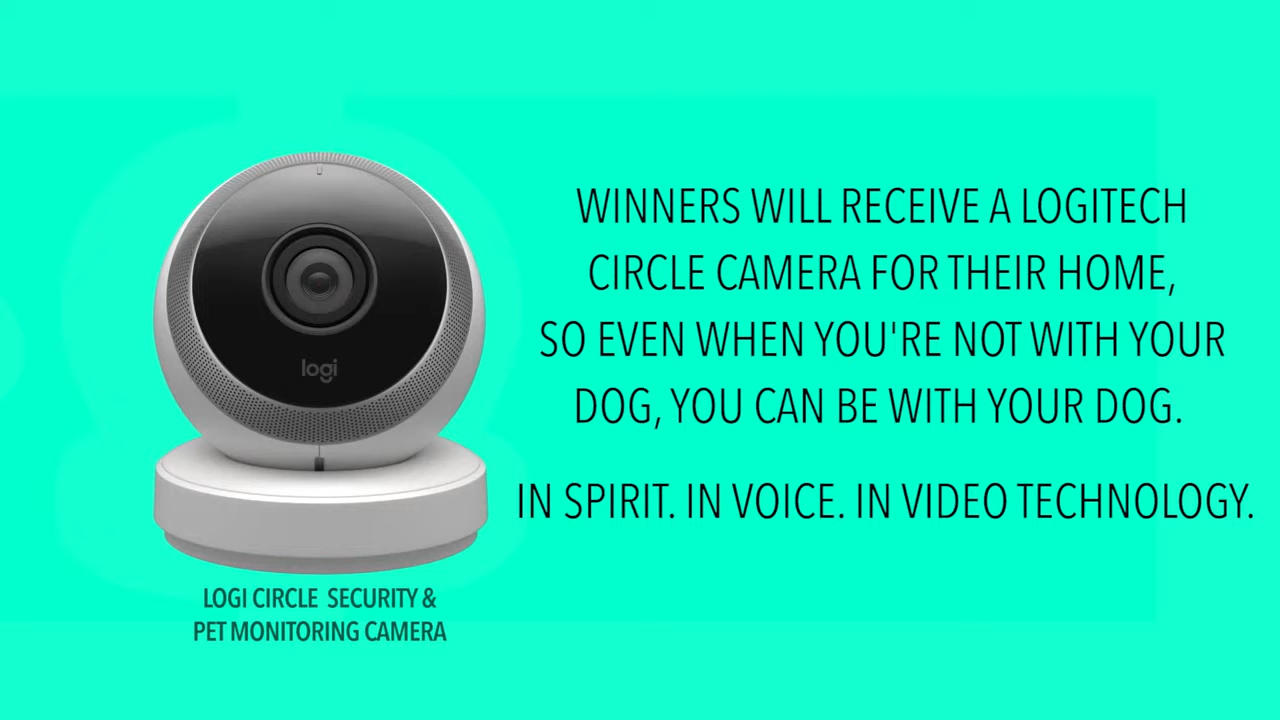 logi
LOGI CIRCLE SECURITY &
PET MONITORING CAMERA
WINNERS WILL RECEIVE A LOGITECH
CIRCLE CAMERA FOR THEIR HOME,
SO EVEN WHEN YOU'RE NOT WITH YOUR
DOG, YOU CAN BE WITH YOUR DOG.
IN SPIRIT. IN VOICE. IN VIDEO TECHNOLOGY.